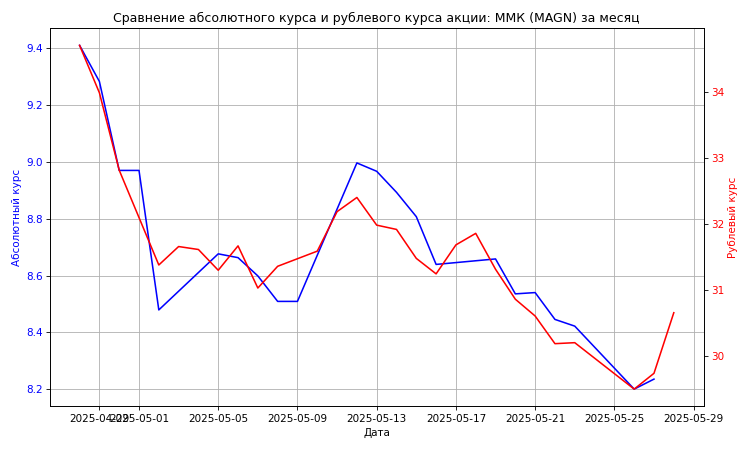 Сравнение абсолютного курса и рублевого курса акции: ММК (MAGN) за месяц
Абсолютный курс
9.4
9.2
9.0
8.8
8.6
8.4
8.2
34
33
32
31
30
Рублевый курс
2025-04-29 2025-05-01 2025-05-05 2025-05-09 2025-05-13 2025-05-17 2025-05-21 2025-05-25 2025-05-29
Дата